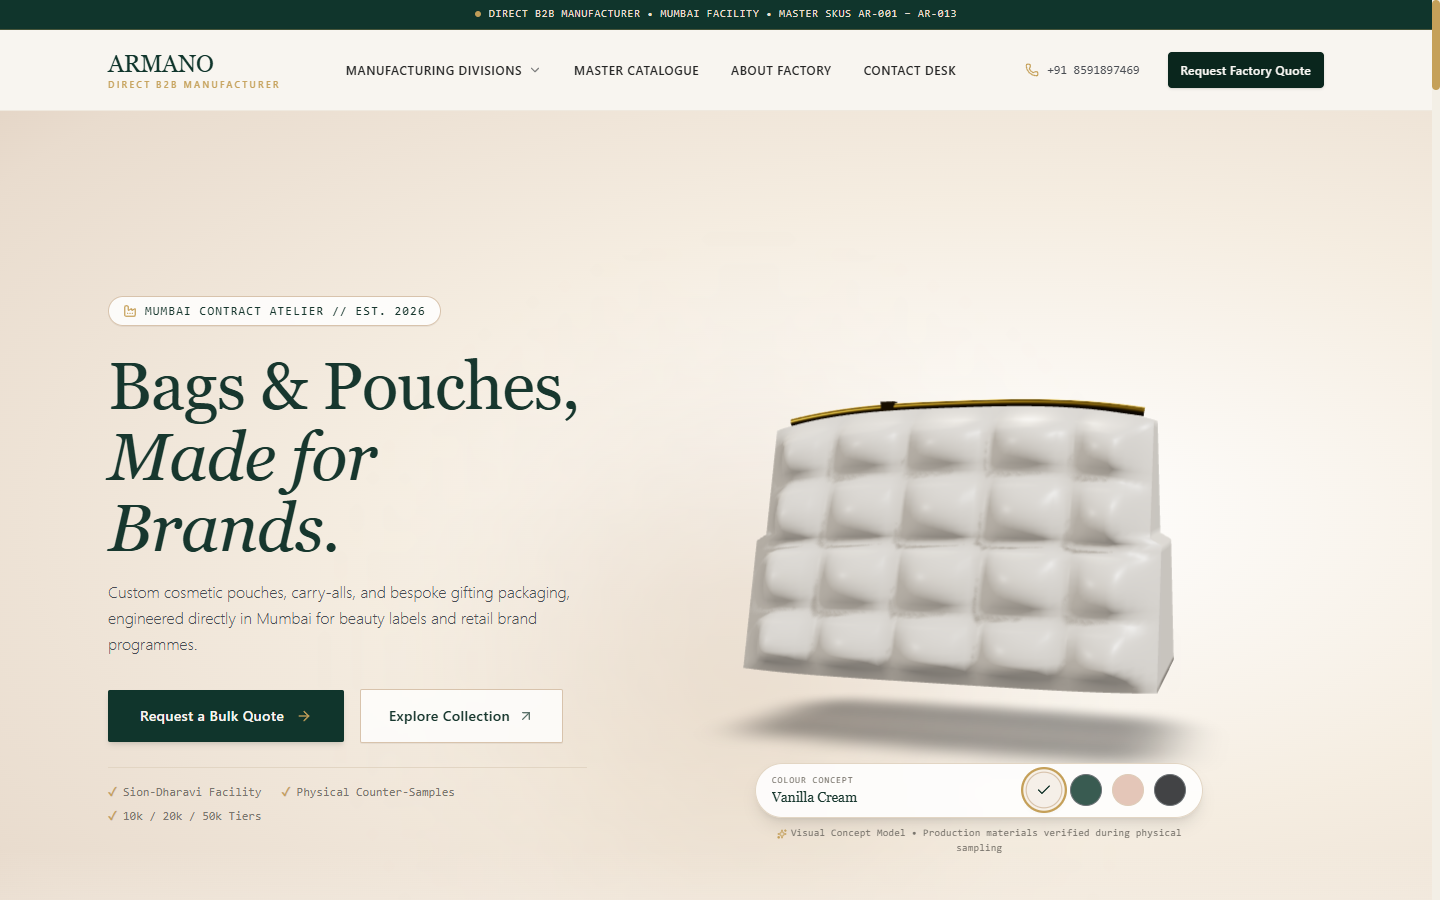 DIRECT B2B MANUFACTURER • MUMBAI FACILITY • MASTER SKUS AR-001 – AR-013
ARMANO
DIRECT B2B MANUFACTURER
MANUFACTURING DIVISIONS
MASTER CATALOGUE
ABOUT FACTORY
CONTACT DESK
+91 8591897469
Request Factory Quote
MUMBAI CONTRACT ATELIER // EST. 2026
Bags & Pouches,
Made for
Brands.
Custom cosmetic pouches, carry-alls, and bespoke gifting packaging,
engineered directly in Mumbai for beauty labels and retail brand
programmes.
Request a Bulk Quote
Explore Collection
✓ Sion-Dharavi Facility
✓ Physical Counter-Samples
✓ 10k / 20k / 50k Tiers
COLOUR CONCEPT
Vanilla Cream
Visual Concept Model • Production materials verified during physical
sampling